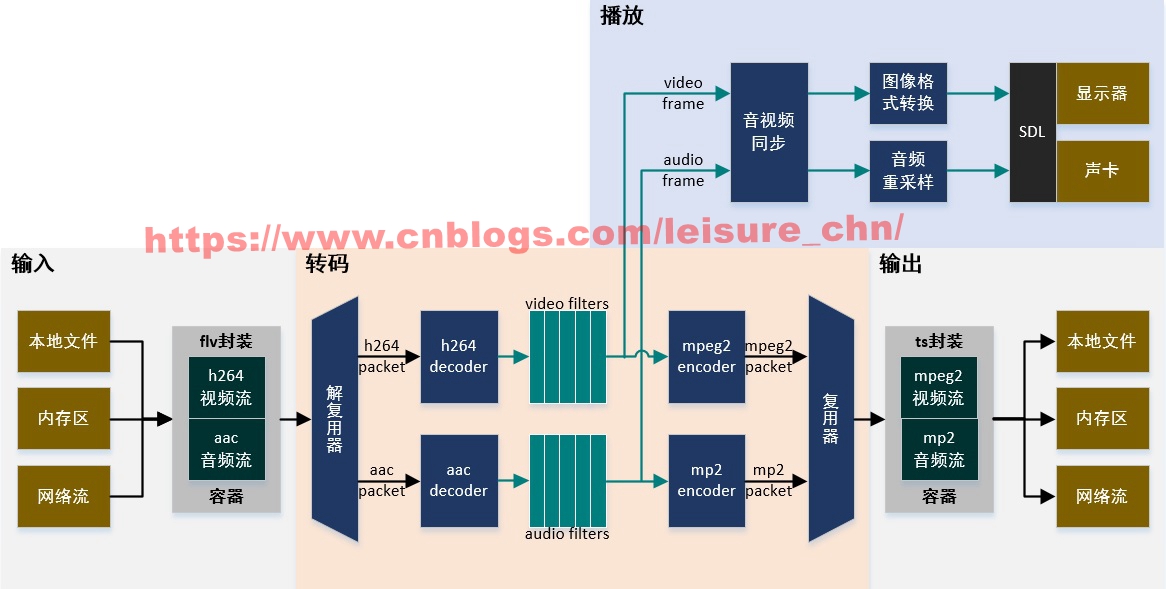 播放
video
frame
audio
frame
音视频
同步
图像格
式转换
音频
重采样
SDL
显示器
声卡
https://www.cnblogs.com/leisure_chn/
输入
本地文件
内存区
网络流
flv封装
h264
视频流
aac
音频流
容器
转码
解复用器
h264
packet
aac
packet
h264
decoder
aac
decoder
video filters
audio filters
mpeg2
encoder
mp2
encoder
mpeg2
packet
mp2
packet
复用器
输出
ts封装
mpeg2
视频流
mp2
音频流
容器
本地文件
内存区
网络流